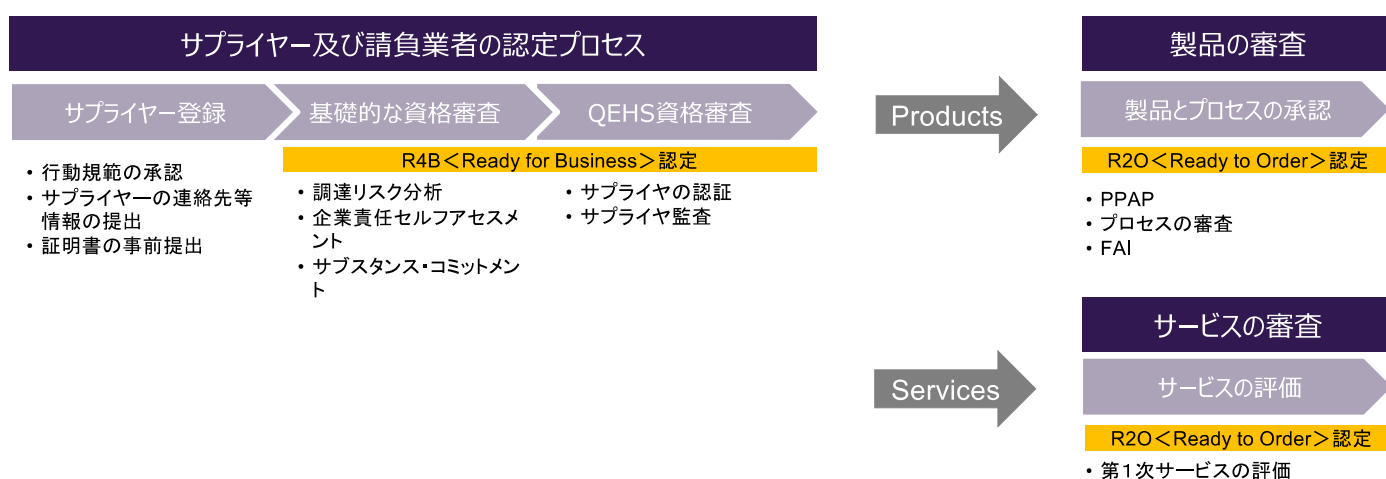 サプライヤー及び請負業者の認定プロセス
サプライヤー登録
基礎的な資格審査
QEHS資格審査
R4B＜Ready for Business＞認定
• 行動規範の承認
• サプライヤーの連絡先等
情報の提出
• 証明書の事前提出
• 調達リスク分析
• 企業責任セルフアセスメ
ント
• サブスタンス・コミットメン
ト
• サプライヤの認証
• サプライヤ監査
Products
製品の審査
製品とプロセスの承認
R2O＜Ready to Order＞認定
• PPAP
• プロセスの審査
• FAI
Services
サービスの審査
サービスの評価
R2O＜Ready to Order＞認定
• 第１次サービスの評価